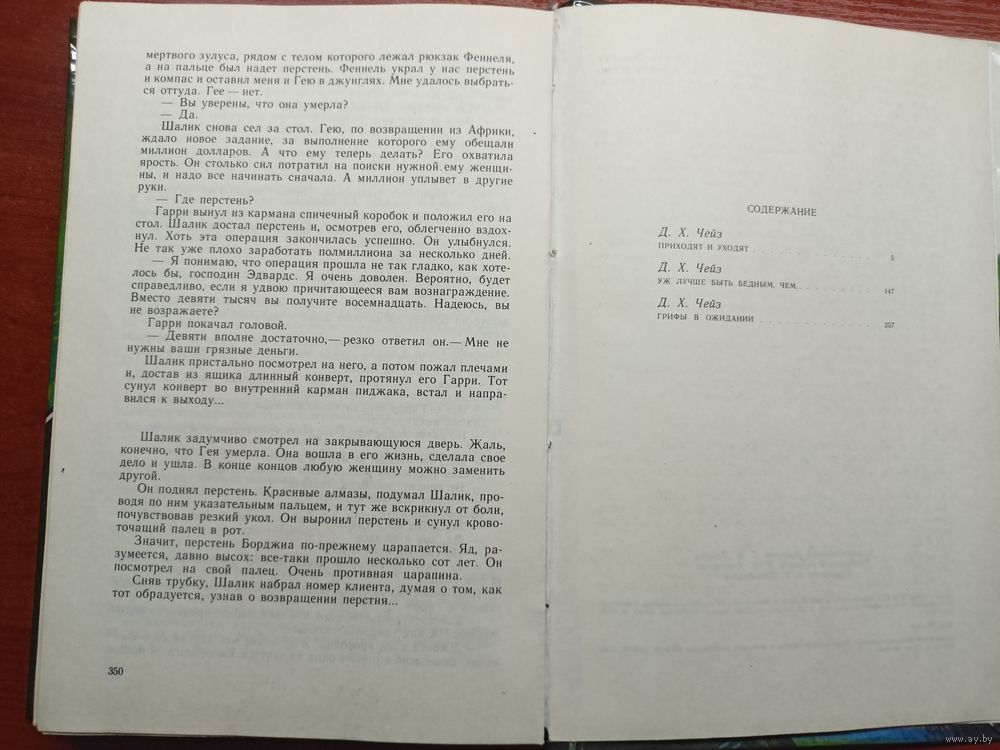 мертвого зулуса, рядом с телом которого лежал рюкзак Феннеля,
а на пальце был надет перстень. Феннель украл у нас перстень
и компас и оставил меня и Гею в джунглях. Мне удалось выбрать-
ся оттуда. Гее — нет.
— Вы уверены, что она умерла?
— Да.
Шалик снова сел за стол. Гею, по возвращении из Африки,
ждало новое задание, за выполнение которого ему обещали
миллион долларов. А что ему теперь делать? Его охватила
ярость. Он столько сил потратил на поиски нужной ему женщи-
ны, и надо все начинать сначала. А миллион уплывет в другие
руки.
— Где перстень?
Гарри вынул из кармана спичечный коробок и положил его на
стол. Шалик достал перстень и, осмотрев его, облегченно вздох-
нул. Хоть эта операция закончилась успешно. Он улыбнулся.
Не так уже плохо заработать полмиллиона за несколько дней.
— Я понимаю, что операция прошла не так гладко, как хоте-
лось бы, господин Эдвардс. Я очень доволен. Вероятно, будет
справедливо, если я удвою причитающееся вам вознаграждение.
Вместо девяти тысяч вы получите восемнадцать. Надеюсь, вы
не возражаете?
Гарри покачал головой.
— Девяти вполне достаточно,— резко ответил он.— Мне не
нужны ваши грязные деньги.
Шалик пристально посмотрел на него, а потом пожал плечами
и, достав из ящика длинный конверт, протянул его Гарри. Тот
сунул конверт во внутренний карман пиджака, встал и напра-
вился к выходу...
Шалик задумчиво смотрел на закрывающуюся дверь. Жаль,
конечно, что Гея умерла. Она вошла в его жизнь, сделала свое
дело и ушла. В конце концов любую женщину можно заменить
другой.
Он поднял перстень. Красивые алмазы, подумал Шалик, про-
водя по ним указательным пальцем, и тут же вскрикнул от боли,
почувствовав резкий укол. Он выронил перстень и сунул крово-
точащий палец в рот.
Значит, перстень Борджиа по-прежнему царапается. Яд, ра-
зумеется, давно высох: все-таки прошло несколько сот лет. Он
посмотрел на свой палец. Очень противная царапина.
Сняв трубку, Шалик набрал номер клиента, думая о том, как
тот обрадуется, узнав о возвращении перстня...
350
СОДЕРЖАНИЕ
Д. Х. Чейз
ПРИХОДЯТ И УХОДЯТ . . . . . . . . . . . . . 5
Д. Х. Чейз
УЖ ЛУЧШЕ БЫТЬ БЕДНЫМ, ЧЕМ... . . . . . . . 147
Д. Х. Чейз
ГРИФЫ В ОЖИДАНИИ . . . . . . . . . . . . 257
www.ay.by